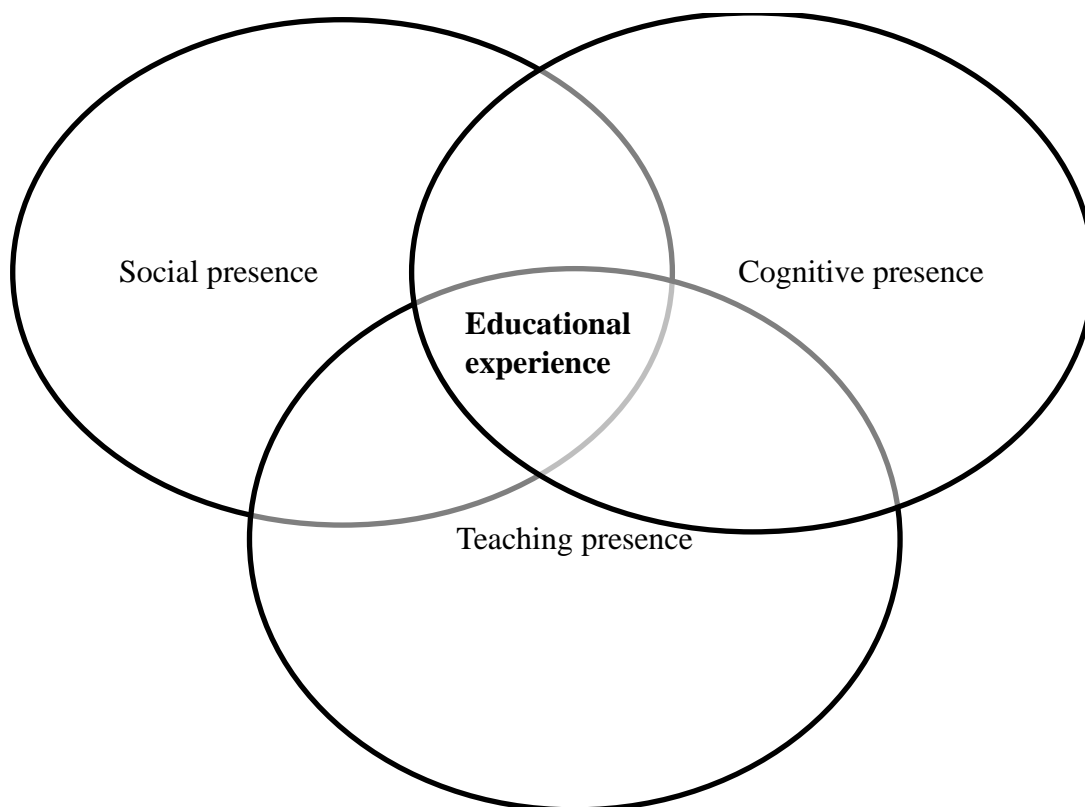 Social presence
Cognitive presence
Educational
experience
Teaching presence